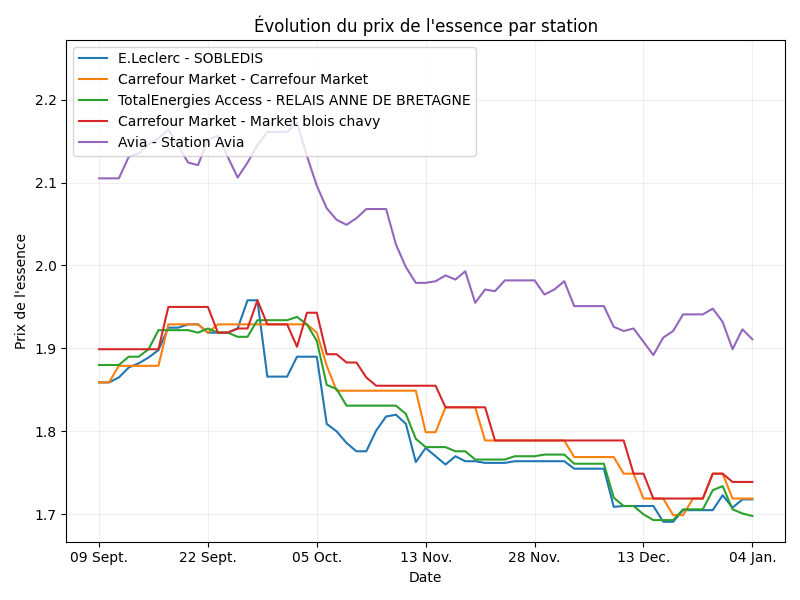 Évolution du prix de l'essence par station
E.Leclerc - SOBLEDIS
Carrefour Market - Carrefour Market
TotalEnergies Access - RELAIS ANNE DE BRETAGNE
Carrefour Market - Market blois chavy
Avia - Station Avia
Prix de l'essence
2.2
2.1
2.0
1.9
1.8
1.7
09 Sept.
22 Sept.
05 Oct.
13 Nov.
28 Nov.
13 Dec.
04 Jan.
Date